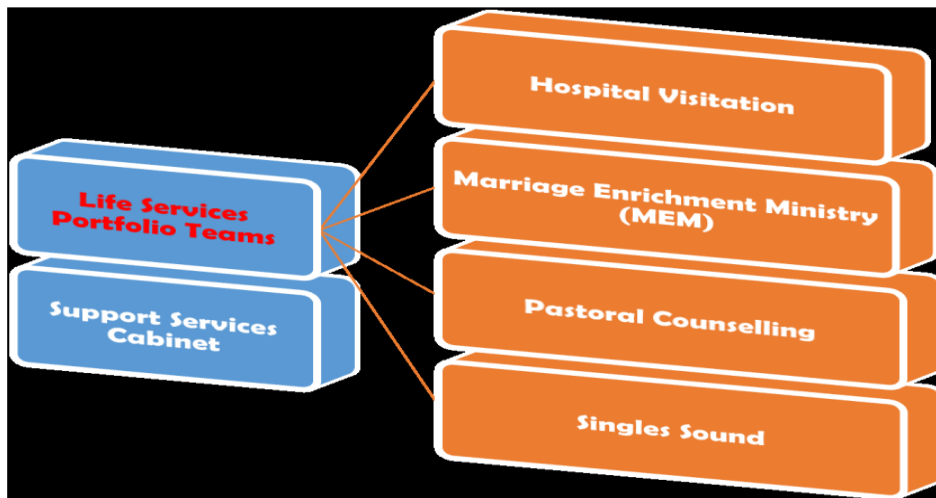 Life Services
Portfolio Teams
Support Services
Cabinet
Hospital Visitation
Marriage Enrichment Ministry
(MEM)
Pastoral Counselling
Singles Sound